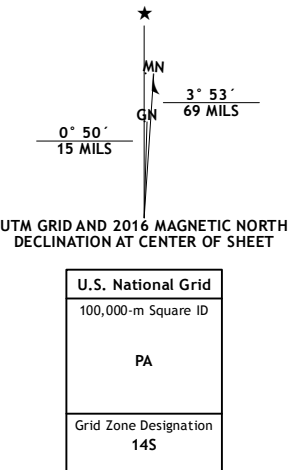 ★
MN
3° 53´
GN
69 MILS
0° 50´
15 MILS
UTM GRID AND 2016 MAGNETIC NORTH
DECLINATION AT CENTER OF SHEET
U.S. National Grid
100,000-m Square ID
PA
Grid Zone Designation
14S